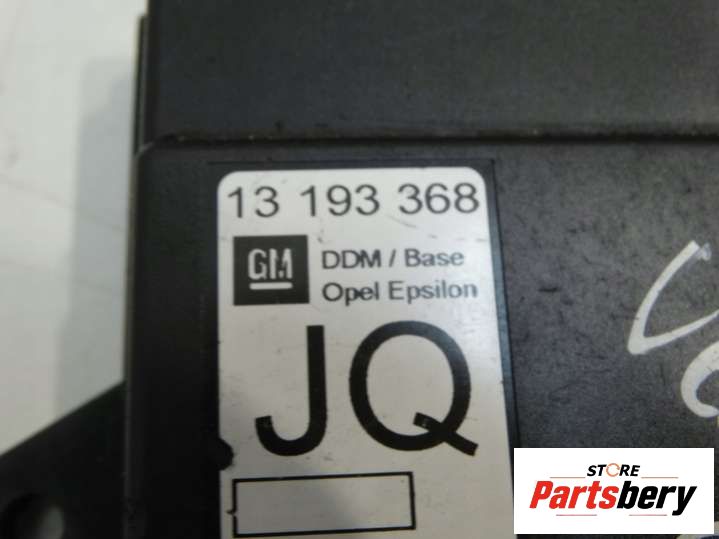 13 193 368
GM
DDM / Base
Opel Epsilon
JQ
STORE
Partsbery